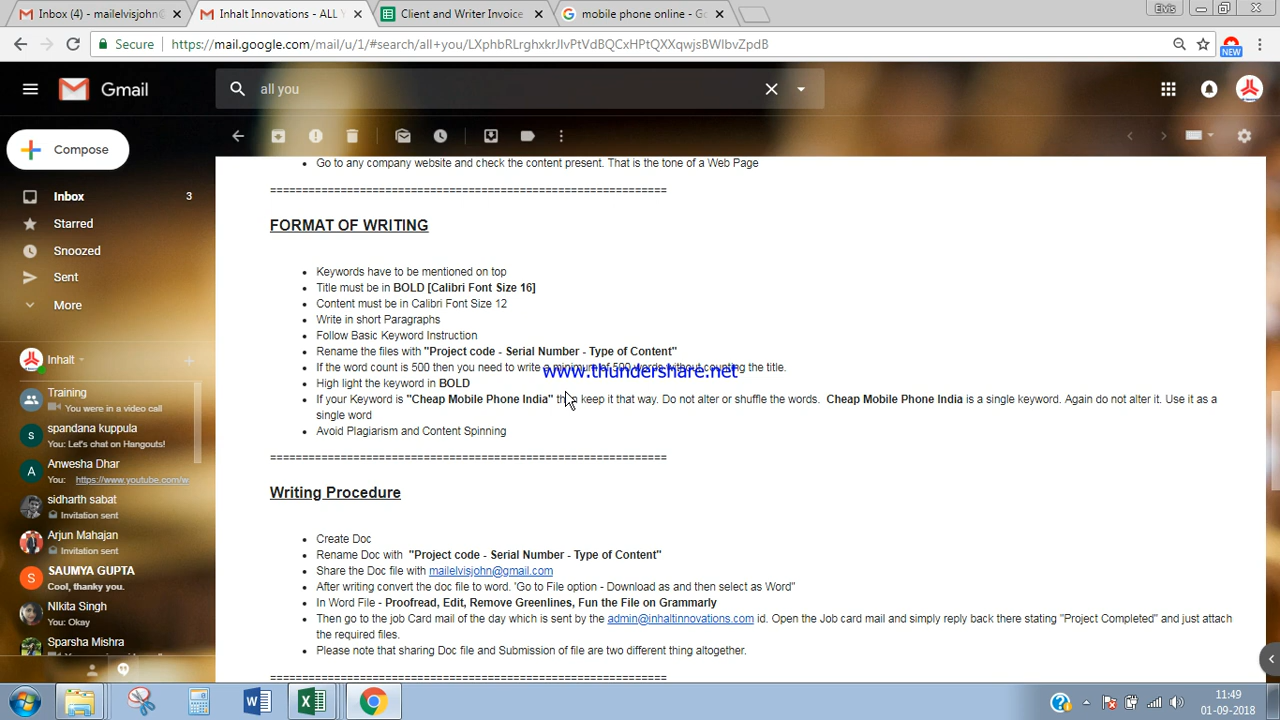 Inbox (4) - mailelvisjohn@
Inhalt Innovations - ALL Y
Client and Writer Invoice
mobile phone online - Go
Elvis
Secure
https://mail.google.com/mail/u/1/#search/all+you/LXphbRLrghxkrJlvPtVdBQCxHPtQXXqwjsBWlbvZpdB
NEW
Gmail
all you
Compose
Inbox 3
Starred
Snoozed
Sent
More
Inhalt
Training
You were in a video call
spandana kuppula
You: Let's chat on Hangouts!
Anwesha Dhar
You: https://www.youtube.com/w
sidharth sabat
Invitation sent
Arjun Mahajan
Invitation sent
SAUMYA GUPTA
Cool, thank you.
NIkita Singh
You: Okay
Sparsha Mishra
Go to any company website and check the content present. That is the tone of a Web Page
==============================================================
FORMAT OF WRITING
Keywords have to be mentioned on top
Title must be in BOLD [Calibri Font Size 16]
Content must be in Calibri Font Size 12
Write in short Paragraphs
Follow Basic Keyword Instruction
Rename the files with "Project code - Serial Number - Type of Content"
If the word count is 500 then you need to write a minimum of 500 words without counting the title.
www.thundershare.net
High light the keyword in BOLD
If your Keyword is "Cheap Mobile Phone India" then keep it that way. Do not alter or shuffle the words. Cheap Mobile Phone India is a single keyword. Again do not alter it. Use it as a
single word
Avoid Plagiarism and Content Spinning
==============================================================
Writing Procedure
Create Doc
Rename Doc with "Project code - Serial Number - Type of Content"
Share the Doc file with mailelvisjohn@gmail.com
After writing convert the doc file to word. 'Go to File option - Download as and then select as Word"
In Word File - Proofread, Edit, Remove Greenlines, Fun the File on Grammarly
Then go to the job Card mail of the day which is sent by the admin@inhaltinnovations.com id. Open the Job card mail and simply reply back there stating "Project Completed" and just attach
the required files.
Please note that sharing Doc file and Submission of file are two different thing altogether.
==============================================================
11:49
01-09-2018